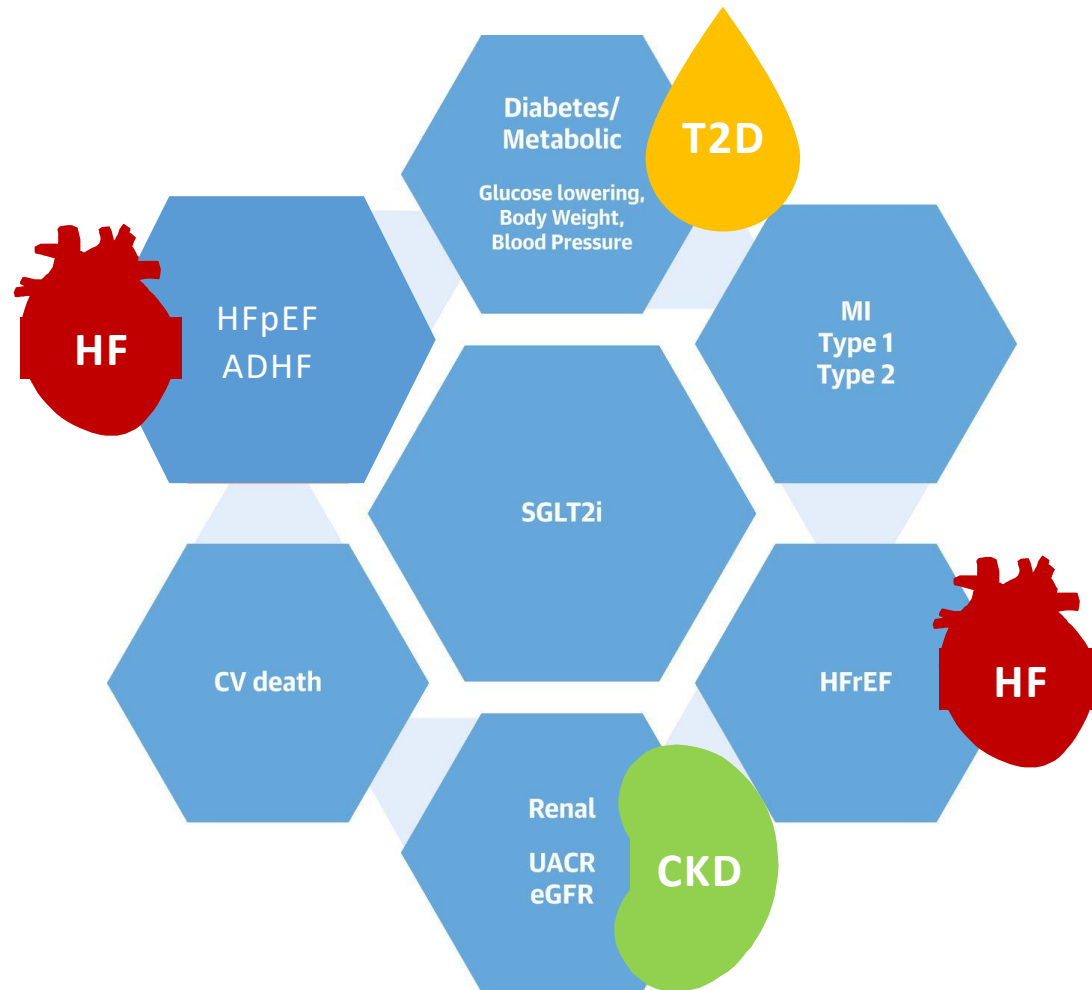 Diabetes/
Metabolic
Glucose lowering,
Body Weight,
Blood Pressure
T2D
HF
HFpEF
ADHF
MI
Type 1
Type 2
SGLT2i
CV death
HFrEF
HF
Renal
UACR
eGFR
CKD